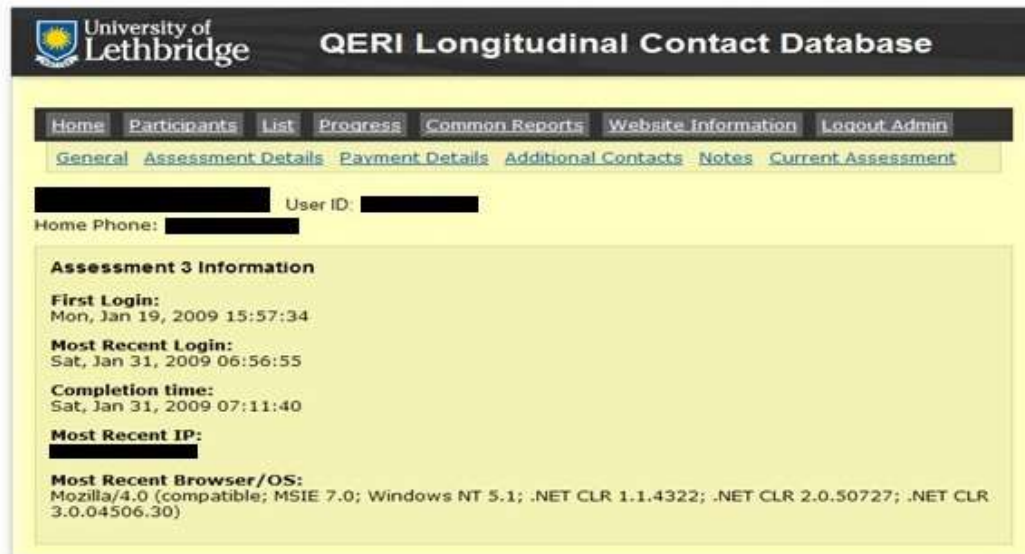 University of
Lethbridge
QERI Longitudinal Contact Database
Home Participants List Progress Common Reports Website Information Logout Admin
General Assessment Details Payment Details Additional Contacts Notes Current Assessment
User ID:
Home Phone:
Assessment 3 Information
First Login:
Mon, Jan 19, 2009 15:57:34
Most Recent Login:
Sat, Jan 31, 2009 06:56:55
Completion time:
Sat, Jan 31, 2009 07:11:40
Most Recent IP:
Most Recent Browser/OS:
Mozilla/4.0 (compatible; MSIE 7.0; Windows NT 5.1; .NET CLR 1.1.4322; .NET CLR 2.0.50727; .NET CLR
3.0.04506.30)